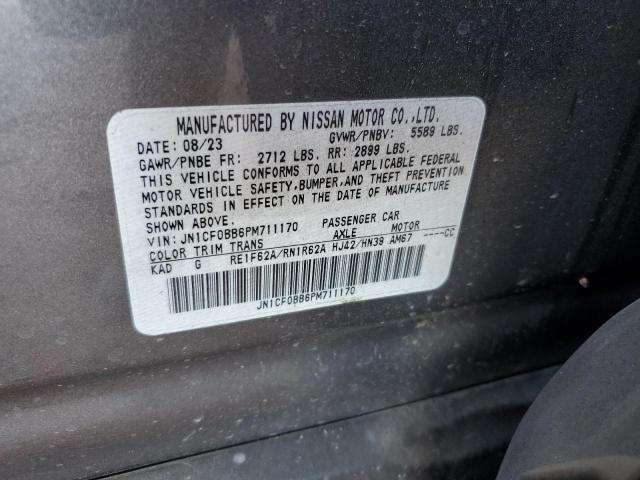 MANUFACTURED BY NISSAN MOTOR CO.,LTD.
DATE: 08/23 GVWR/PNBV: 5589 LBS.
GAWR/PNBE FR: 2712 LBS. RR: 2899 LBS.
THIS VEHICLE CONFORMS TO ALL APPLICABLE FEDERAL
MOTOR VEHICLE SAFETY,BUMPER,AND THEFT PREVENTION
STANDARDS IN EFFECT ON THE DATE OF MANUFACTURE
SHOWN ABOVE.
VIN: JN1CF0BB6PM711170 PASSENGER CAR
COLOR TRIM TRANS AXLE MOTOR ----CC
KAD G RE1F62A/RN1R62A HJ42/HN39 AM67
JN1CF0BB6PM711170